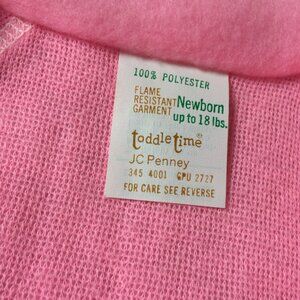 100% POLYESTER
FLAME
RESISTANT Newborn
GARMENT up to 18 lbs.
toddletime®
JC Penney
345 4001 GPU 2727
FOR CARE SEE REVERSE